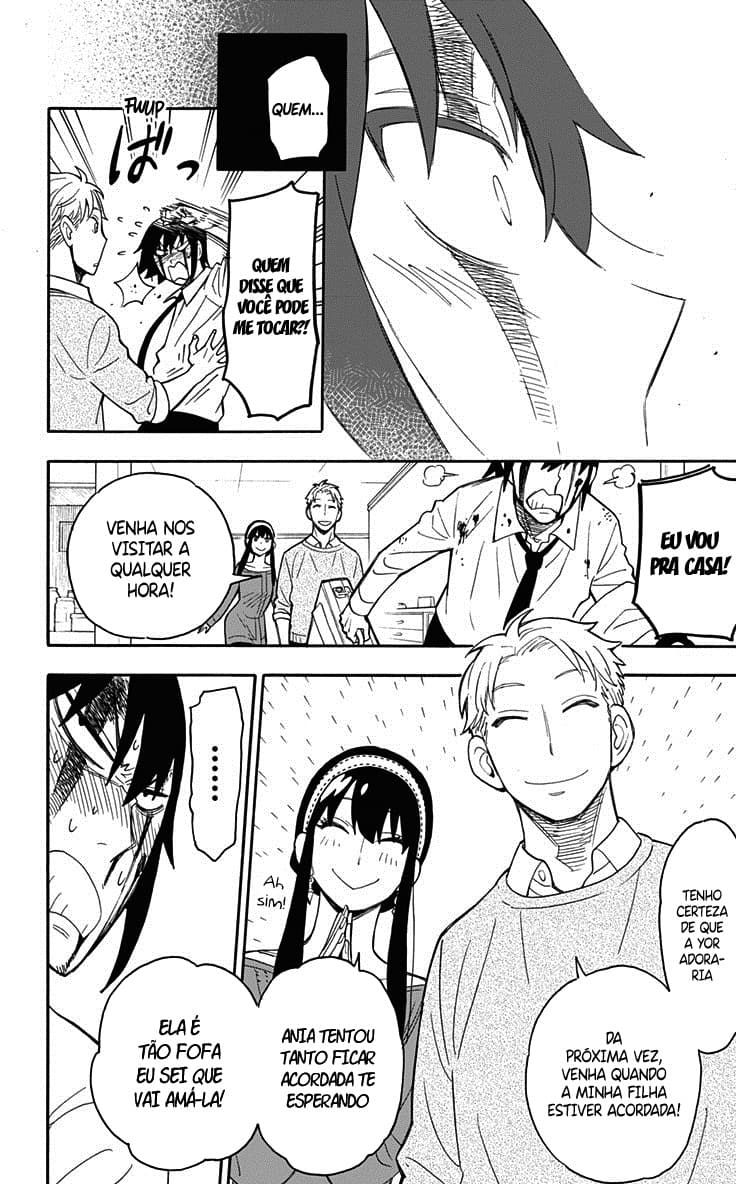 QUEM...
FWUP
ばっ
QUEM
DISSE QUE
VOCÊ PODE
ME TOCAR?!
EU VOU
PRA CASA!
VENHA NOS
VISITAR A
QUALQUER
HORA!
TENHO
CERTEZA
DE QUE
A YOR
ADORA-
RIA
DA
PRÓXIMA VEZ,
VENHA QUANDO
A MINHA FILHA
ESTIVER ACORDADA!
Ah
sim!
ANIA TENTOU
TANTO FICAR
ACORDADA TE
ESPERANDO
ELA É
TÃO FOFA
EU SEI QUE
VAI AMÁ-LA!
......